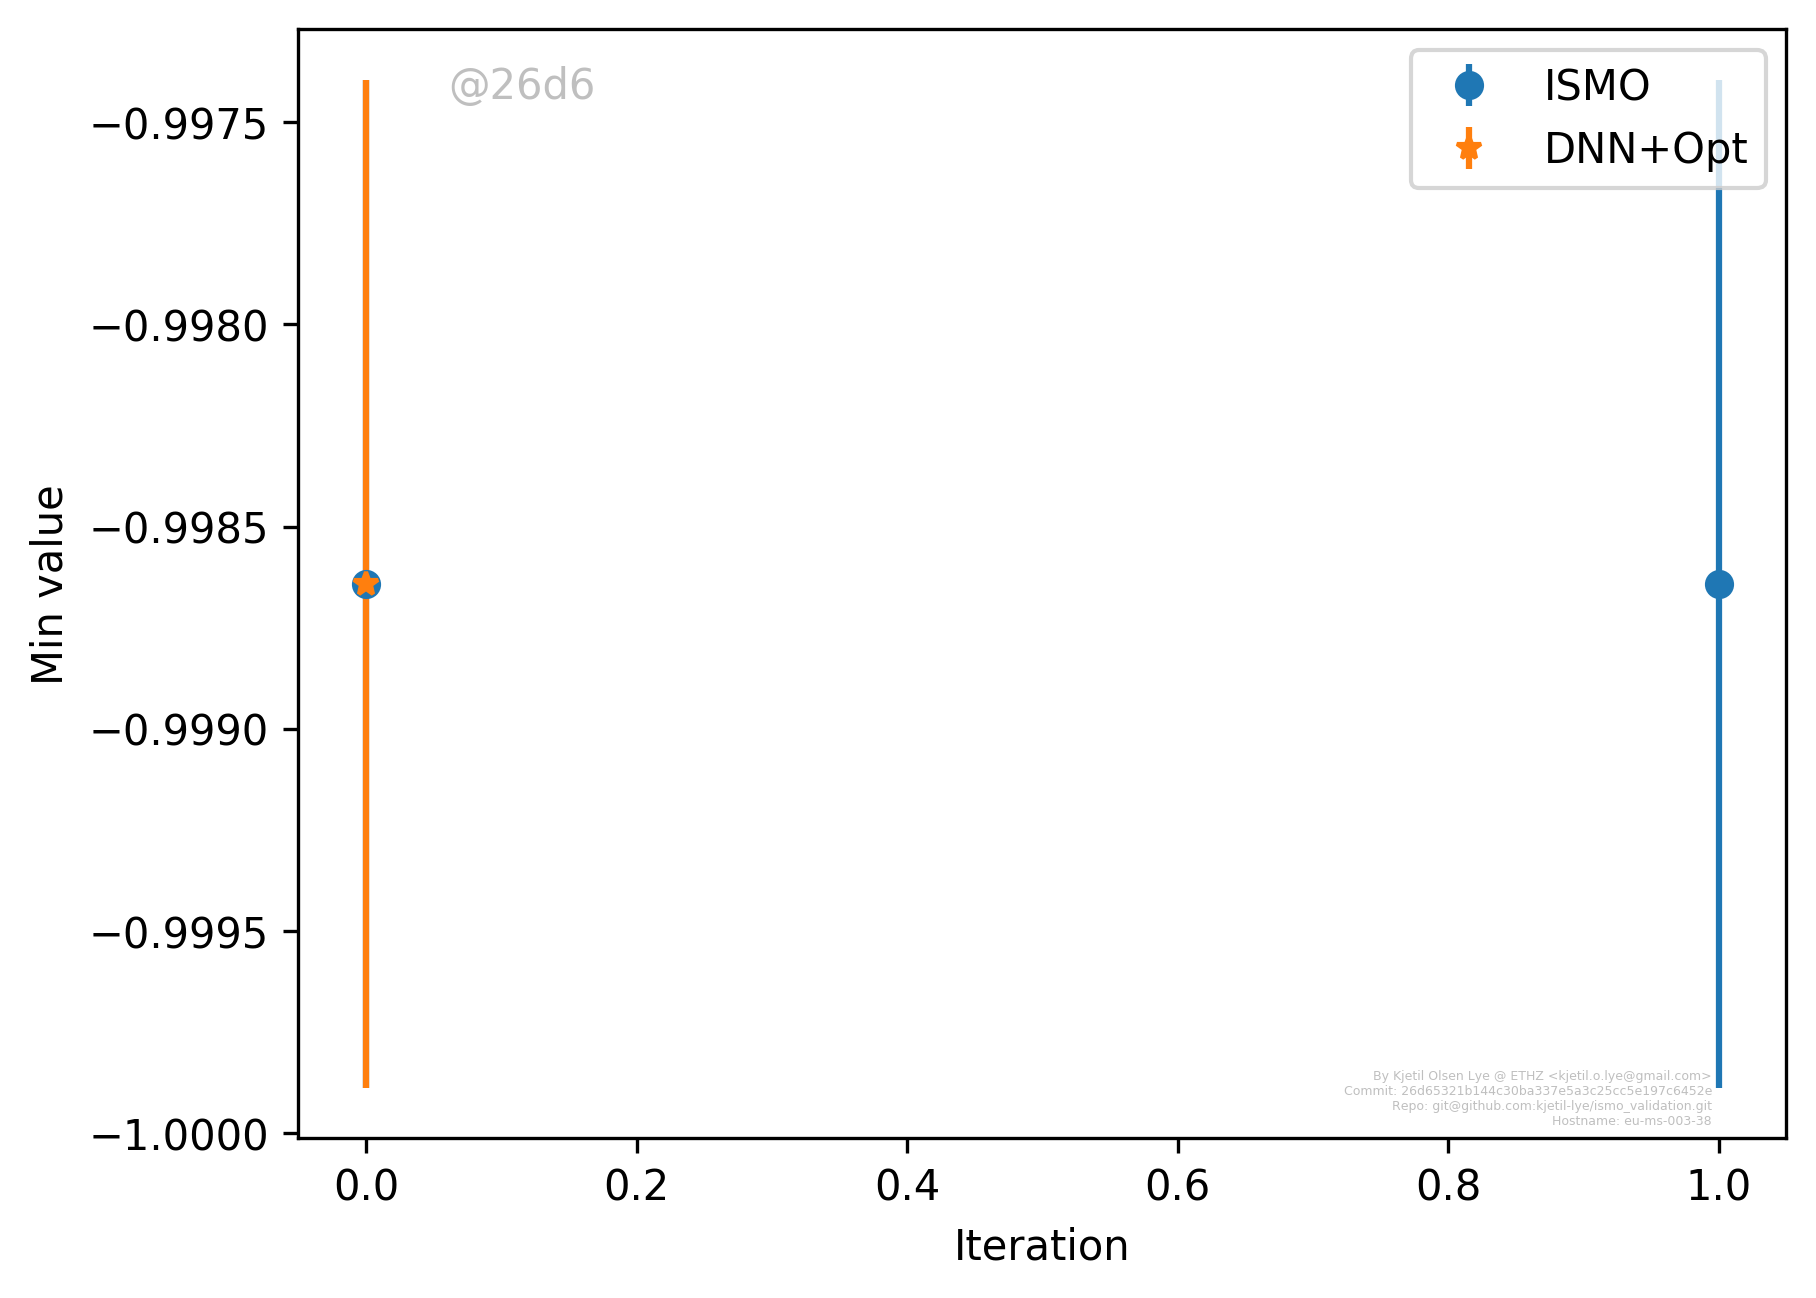 @26d6
ISMO
DNN+Opt
−0.9975
−0.9980
−0.9985
−0.9990
−0.9995
−1.0000
Min value
By Kjetil Olsen Lye @ ETHZ <kjetil.o.lye@gmail.com>
Commit: 26d65321b144c30ba337e5a3c25cc5e197c6452e
Repo: git@github.com:kjetil-lye/ismo_validation.git
Hostname: eu-ms-003-38
0.0 0.2 0.4 0.6 0.8 1.0
Iteration